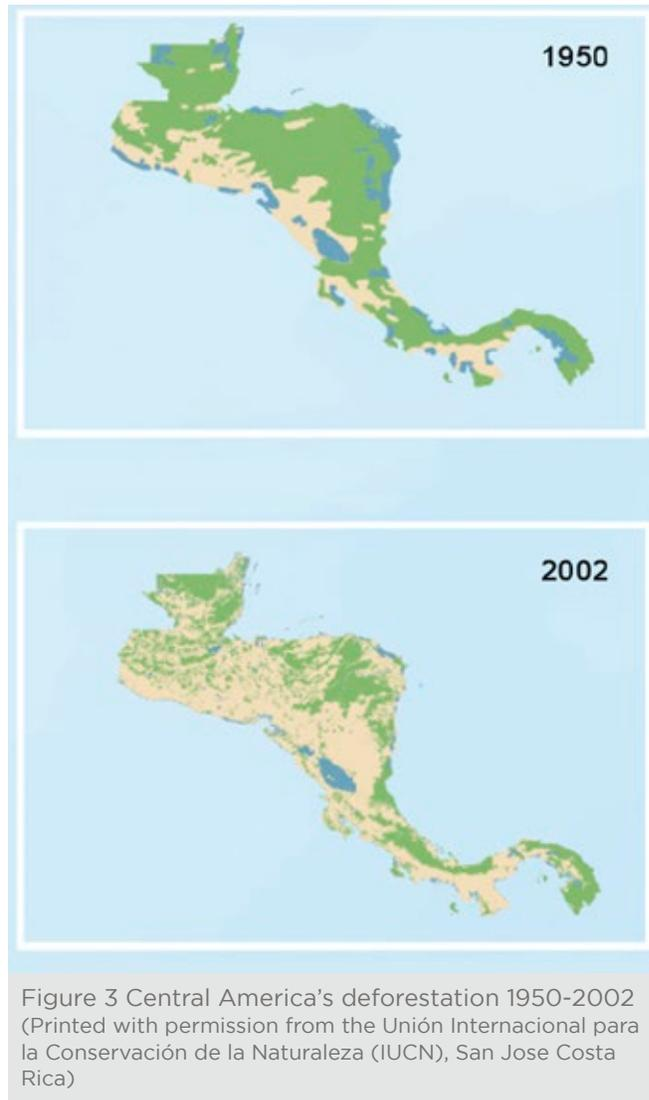 1950
2002
Figure 3 Central America’s deforestation 1950-2002
(Printed with permission from the Unión Internacional para
la Conservación de la Naturaleza (IUCN), San Jose Costa
Rica)